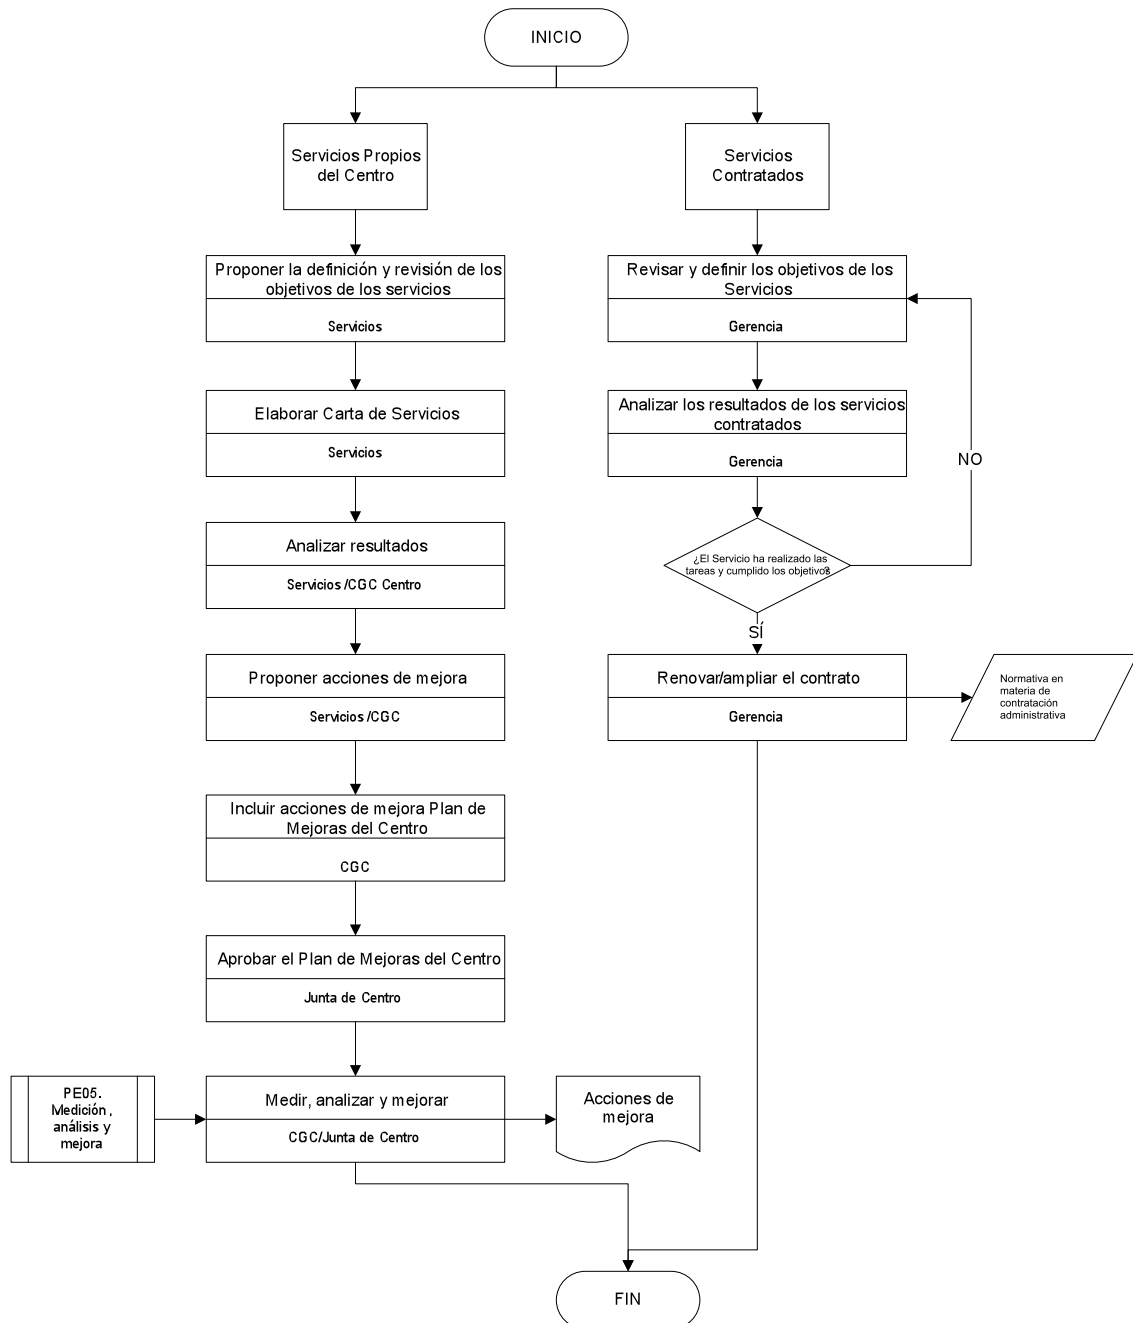 INICIO
Servicios Propios
del Centro
Servicios
Contratados
Proponer la definición y revisión de los
objetivos de los servicios
Servicios
Revisar y definir los objetivos de los
Servicios
Gerencia
Elaborar Carta de Servicios
Servicios
Analizar los resultados de los servicios
contratados
Gerencia
NO
Analizar resultados
Servicios /CGC Centro
¿El Servicio ha realizado las
tareas y cumplido los objetivos?
SÍ
Proponer acciones de mejora
Servicios /CGC
Renovar/ampliar el contrato
Gerencia
Normativa en
materia de
contratación
administrativa
Incluir acciones de mejora Plan de
Mejoras del Centro
CGC
Aprobar el Plan de Mejoras del Centro
Junta de Centro
PE05.
Medición,
análisis y
mejora
Medir, analizar y mejorar
CGC/Junta de Centro
Acciones de
mejora
FIN